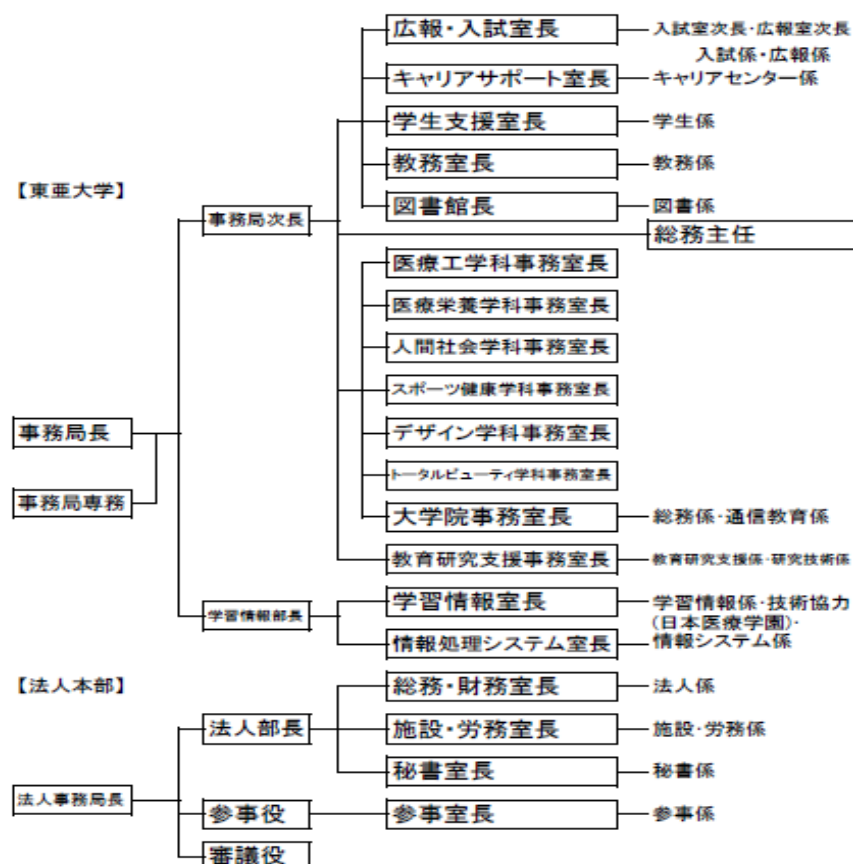 広報・入試室長
入試室次長・広報室次長
入試係・広報係
キャリアサポート室長
キャリアセンター係
学生支援室長
学生係
教務室長
教務係
【東亜大学】
図書館長
図書係
事務局次長
総務主任
医療工学科事務室長
医療栄養学科事務室長
人間社会学科事務室長
スポーツ健康学科事務室長
事務局長
デザイン学科事務室長
トータルビューティ学科事務室長
事務局専務
大学院事務室長
総務係・通信教育係
教育研究支援事務室長
教育研究支援係・研究技術係
学習情報部長
学習情報室長
学習情報係・技術協力
(日本医療学園)・
情報処理システム室長
情報システム係
【法人本部】
総務・財務室長
法人係
法人部長
施設・労務室長
施設・労務係
秘書室長
秘書係
法人事務局長
参事役
参事室長
参事係
審議役